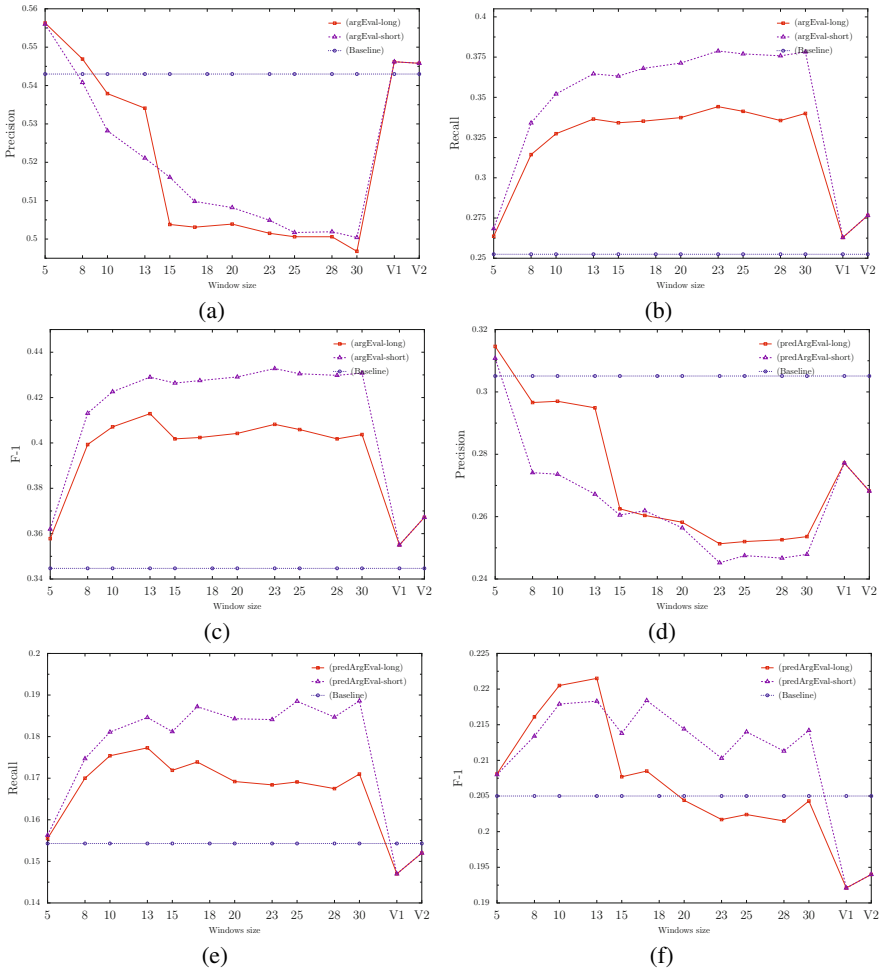 0.56
0.55
0.54
0.53
0.52
0.51
0.5
Precision
(argEval-long)
(argEval-short)
(Baseline)
5 8 10 13 15 18 20 23 25 28 30 V1 V2
Window size
(a)
0.4
0.375
0.35
0.325
0.3
0.275
0.25
Recall
(argEval-long)
(argEval-short)
(Baseline)
5 8 10 13 15 18 20 23 25 28 30 V1 V2
Window size
(b)
0.44
0.42
0.4
0.38
0.36
0.34
F-1
(argEval-long)
(argEval-short)
(Baseline)
5 8 10 13 15 18 20 23 25 28 30 V1 V2
Window size
(c)
0.32
0.3
0.28
0.26
0.24
Precision
(predArgEval-long)
(predArgEval-short)
(Baseline)
5 8 10 13 15 18 20 23 25 28 30 V1 V2
Windows size
(d)
0.2
0.19
0.18
0.17
0.16
0.15
0.14
Recall
(predArgEval-long)
(predArgEval-short)
(Baseline)
5 8 10 13 15 18 20 23 25 28 30 V1 V2
Windows size
(e)
0.225
0.22
0.215
0.21
0.205
0.2
0.195
0.19
F-1
(predArgEval-long)
(predArgEval-short)
(Baseline)
5 8 10 13 15 18 20 23 25 28 30 V1 V2
Windows size
(f)